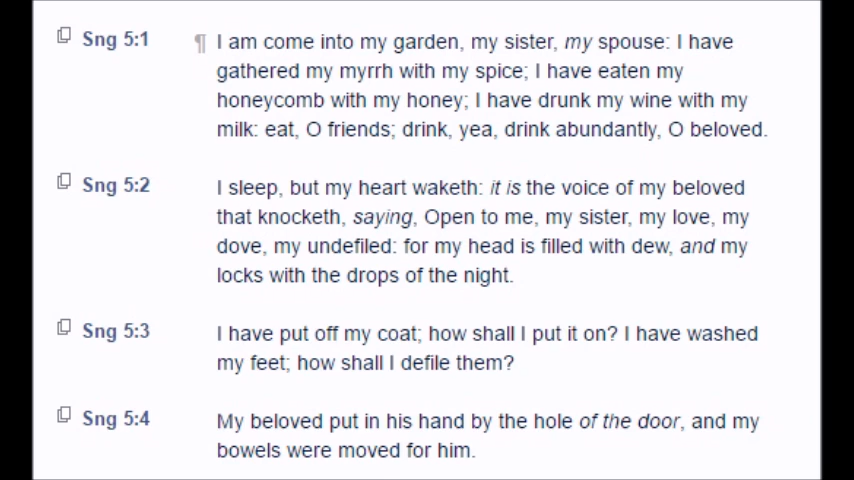 Sng 5:1 ¶ I am come into my garden, my sister, my spouse: I have
gathered my myrrh with my spice; I have eaten my
honeycomb with my honey; I have drunk my wine with my
milk: eat, O friends; drink, yea, drink abundantly, O beloved.
Sng 5:2 I sleep, but my heart waketh: it is the voice of my beloved
that knocketh, saying, Open to me, my sister, my love, my
dove, my undefiled: for my head is filled with dew, and my
locks with the drops of the night.
Sng 5:3 I have put off my coat; how shall I put it on? I have washed
my feet; how shall I defile them?
Sng 5:4 My beloved put in his hand by the hole of the door, and my
bowels were moved for him.